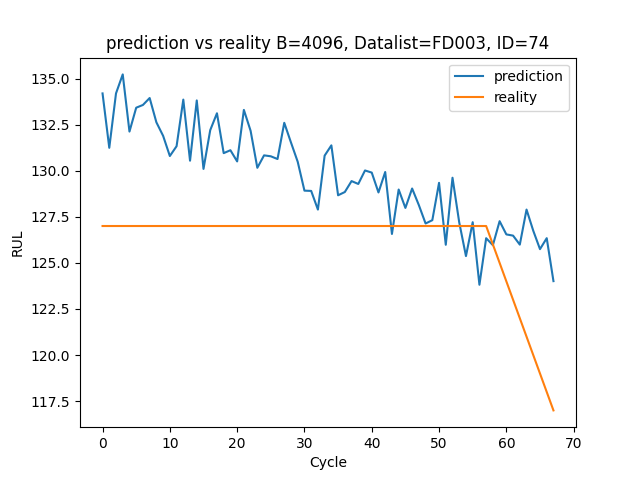 prediction vs reality B=4096, Datalist=FD003, ID=74
prediction
reality
135.0
132.5
130.0
127.5
125.0
122.5
120.0
117.5
RUL
0 10 20 30 40 50 60 70
Cycle